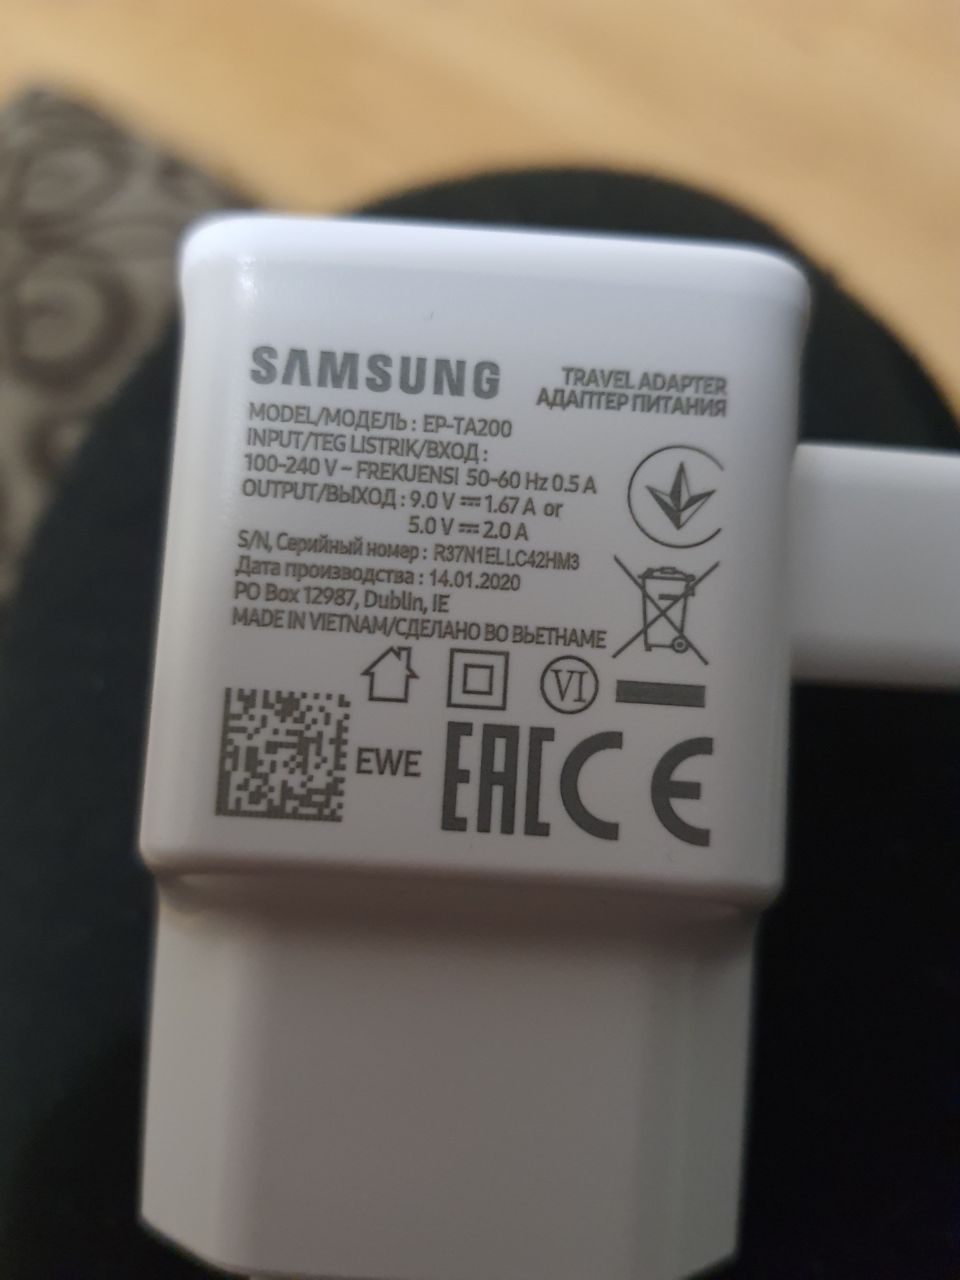 SAMSUNG
TRAVEL ADAPTER
АДАПТЕР ПИТАНИЯ
MODEL/МОДЕЛЬ : EP-TA200
INPUT/TEG LISTRIK/ВХОД :
100-240 V ~ FREKUENSI 50-60 Hz 0.5 A
OUTPUT/ВЫХОД : 9.0 V ⎓ 1.67 A or
5.0 V ⎓ 2.0 A
S/N, Серийный номер : R37N1ELLC42HM3
Дата производства : 14.01.2020
PO Box 12987, Dublin, IE
MADE IN VIETNAM/СДЕЛАНО ВО ВЬЕТНАМЕ
VI
EWE
EAC
CE